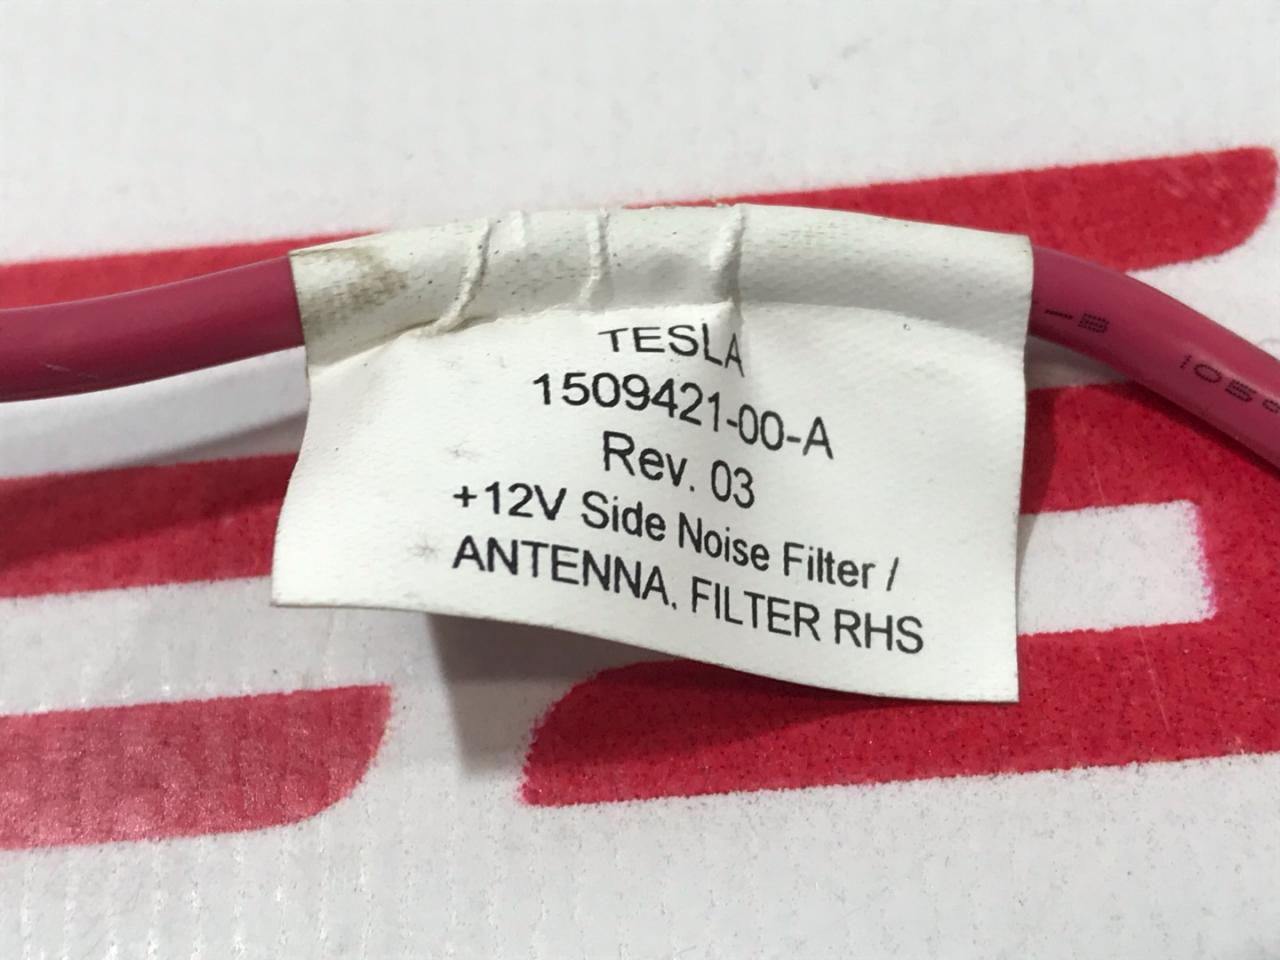 TESLA
1509421-00-A
Rev. 03
+12V Side Noise Filter /
ANTENNA, FILTER RHS